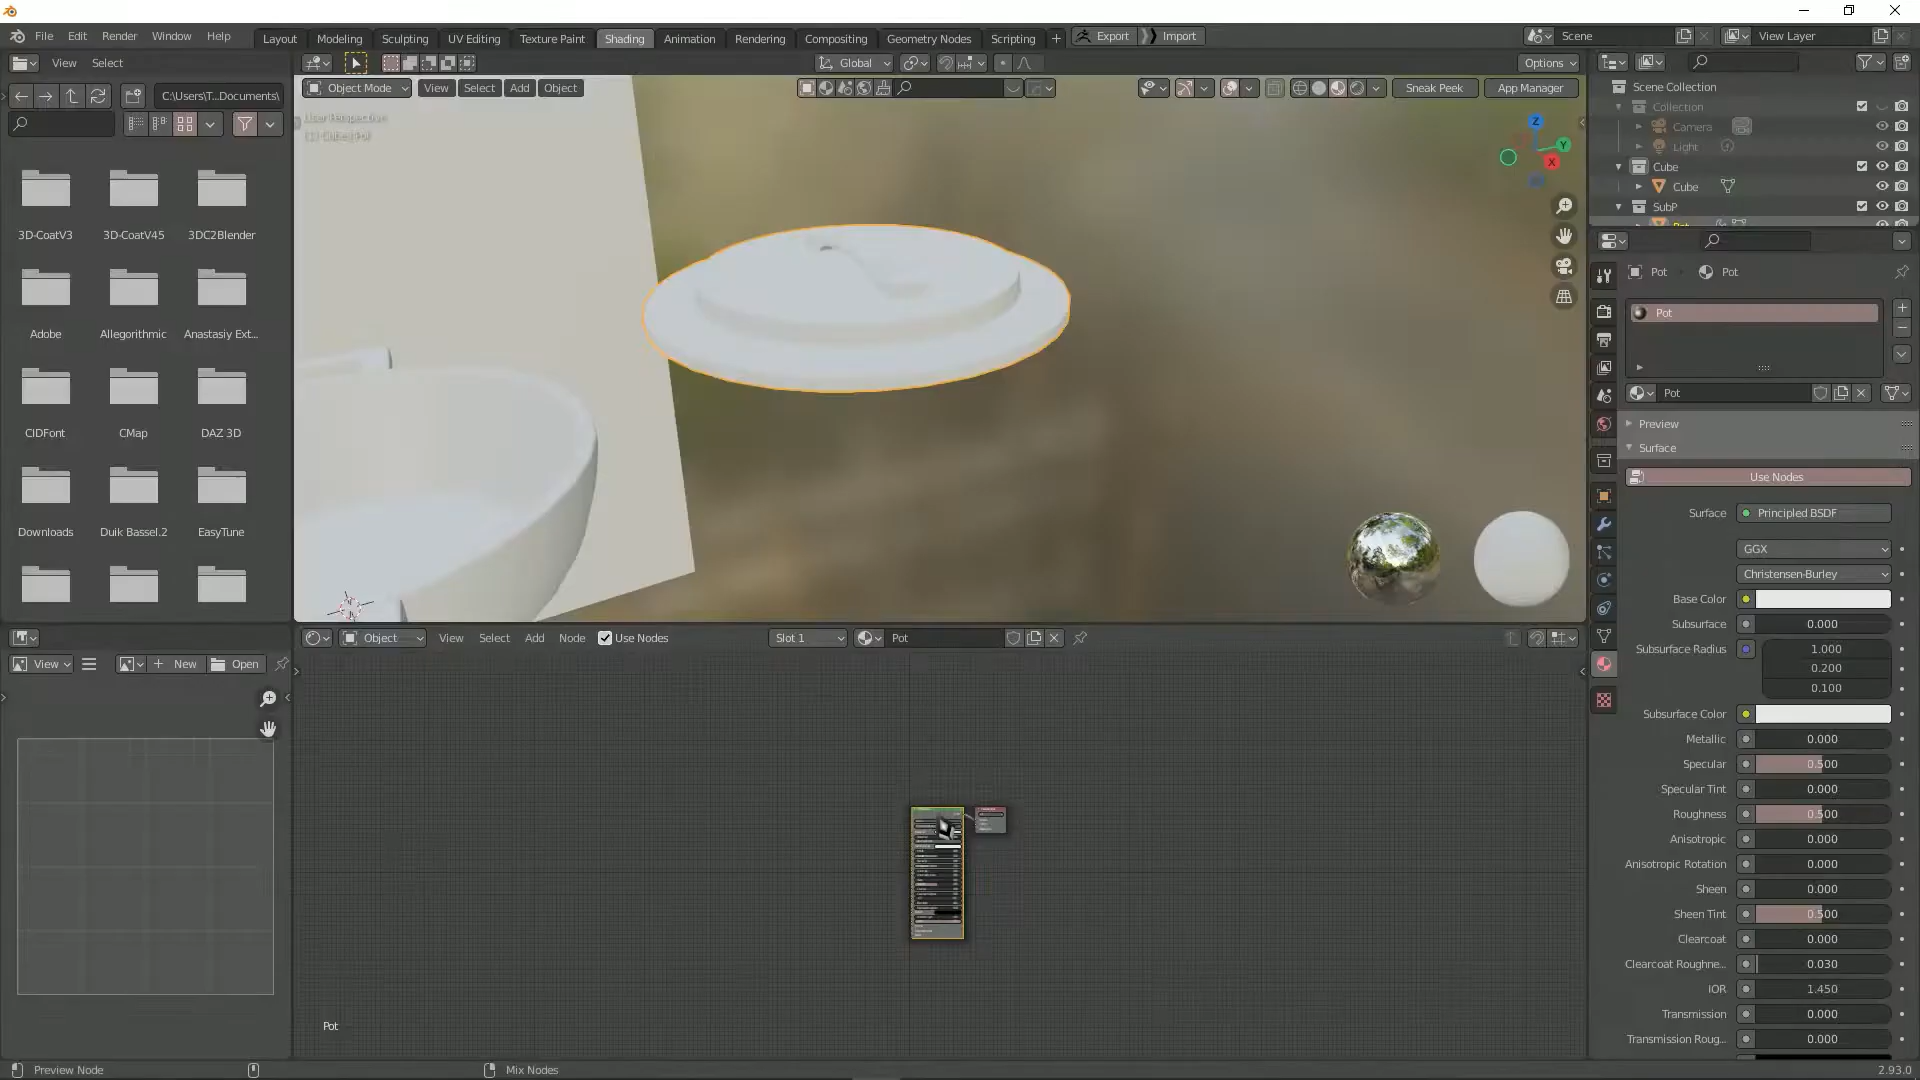 File Edit Render Window Help
Layout Modeling Sculpting UV Editing Texture Paint Shading Animation Rendering Compositing Geometry Nodes Scripting + Export Import
Scene
View Layer
View Select
Global
Options
C:\Users\T...Documents\
Object Mode View Select Add Object
Sneak Peek App Manager
User Perspective
(1) Cube | Pot
Z
Y
X
3D-CoatV3 3D-CoatV45 3DC2Blender
Adobe Allegorithmic Anastasiy Ext...
CIDFont CMap DAZ 3D
Downloads Duik Bassel.2 EasyTune
Scene Collection
Collection
Camera
Light
Cube
Cube
SubP
Pot Pot
Pot
Pot
Preview
Surface
Use Nodes
Surface Principled BSDF
GGX
Christensen-Burley
Base Color
Subsurface 0.000
Subsurface Radius 1.000
0.200
0.100
Subsurface Color
Metallic 0.000
Specular 0.500
Specular Tint 0.000
Roughness 0.500
Anisotropic 0.000
Anisotropic Rotation 0.000
Sheen 0.000
Sheen Tint 0.500
Clearcoat 0.000
Clearcoat Roughne... 0.030
IOR 1.450
Transmission 0.000
Transmission Roug... 0.000
Object View Select Add Node Use Nodes Slot 1 Pot
View New Open
Pot
Preview Node Mix Nodes 2.93.0